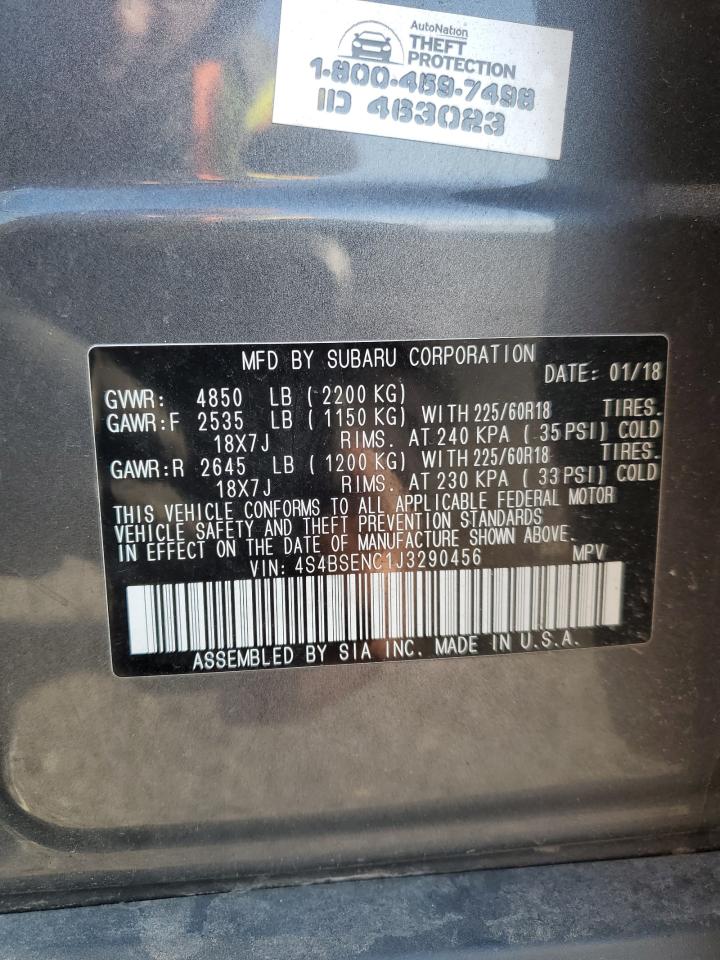 AutoNation
THEFT
PROTECTION
1-800-459-7498
ID 463023
MFD BY SUBARU CORPORATION
DATE: 01/18
GVWR: 4850 LB ( 2200 KG)
GAWR:F 2535 LB ( 1150 KG) WITH 225/60R18 TIRES.
18X7J RIMS. AT 240 KPA ( 35 PSI) COLD
GAWR:R 2645 LB ( 1200 KG) WITH 225/60R18 TIRES.
18X7J RIMS. AT 230 KPA ( 33 PSI) COLD
THIS VEHICLE CONFORMS TO ALL APPLICABLE FEDERAL MOTOR
VEHICLE SAFETY AND THEFT PREVENTION STANDARDS
IN EFFECT ON THE DATE OF MANUFACTURE SHOWN ABOVE.
VIN: 4S4BSENC1J3290456 MPV
ASSEMBLED BY SIA INC. MADE IN U.S.A.